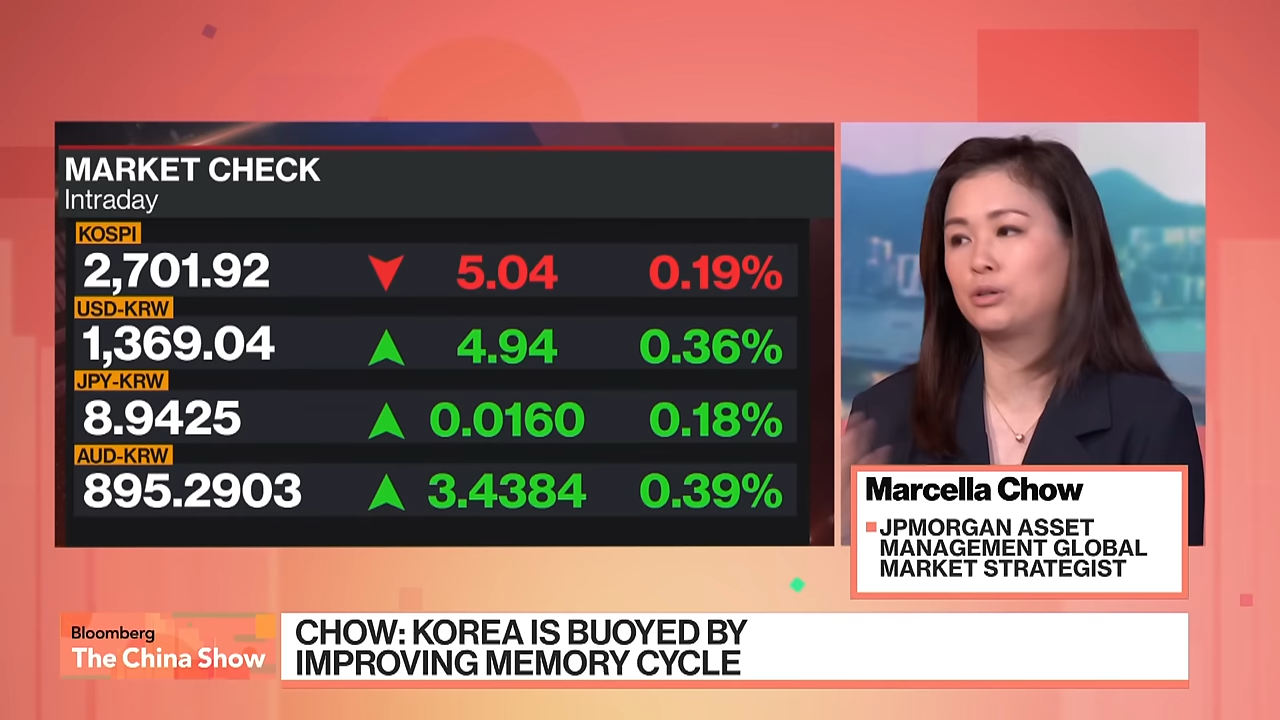 MARKET CHECK
Intraday
KOSPI
2,701.92 5.04 0.19%
USD-KRW
1,369.04 4.94 0.36%
JPY-KRW
8.9425 0.0160 0.18%
AUD-KRW
895.2903 3.4384 0.39%
Marcella Chow
JPMORGAN ASSET
MANAGEMENT GLOBAL
MARKET STRATEGIST
Bloomberg
The China Show
CHOW: KOREA IS BUOYED BY
IMPROVING MEMORY CYCLE